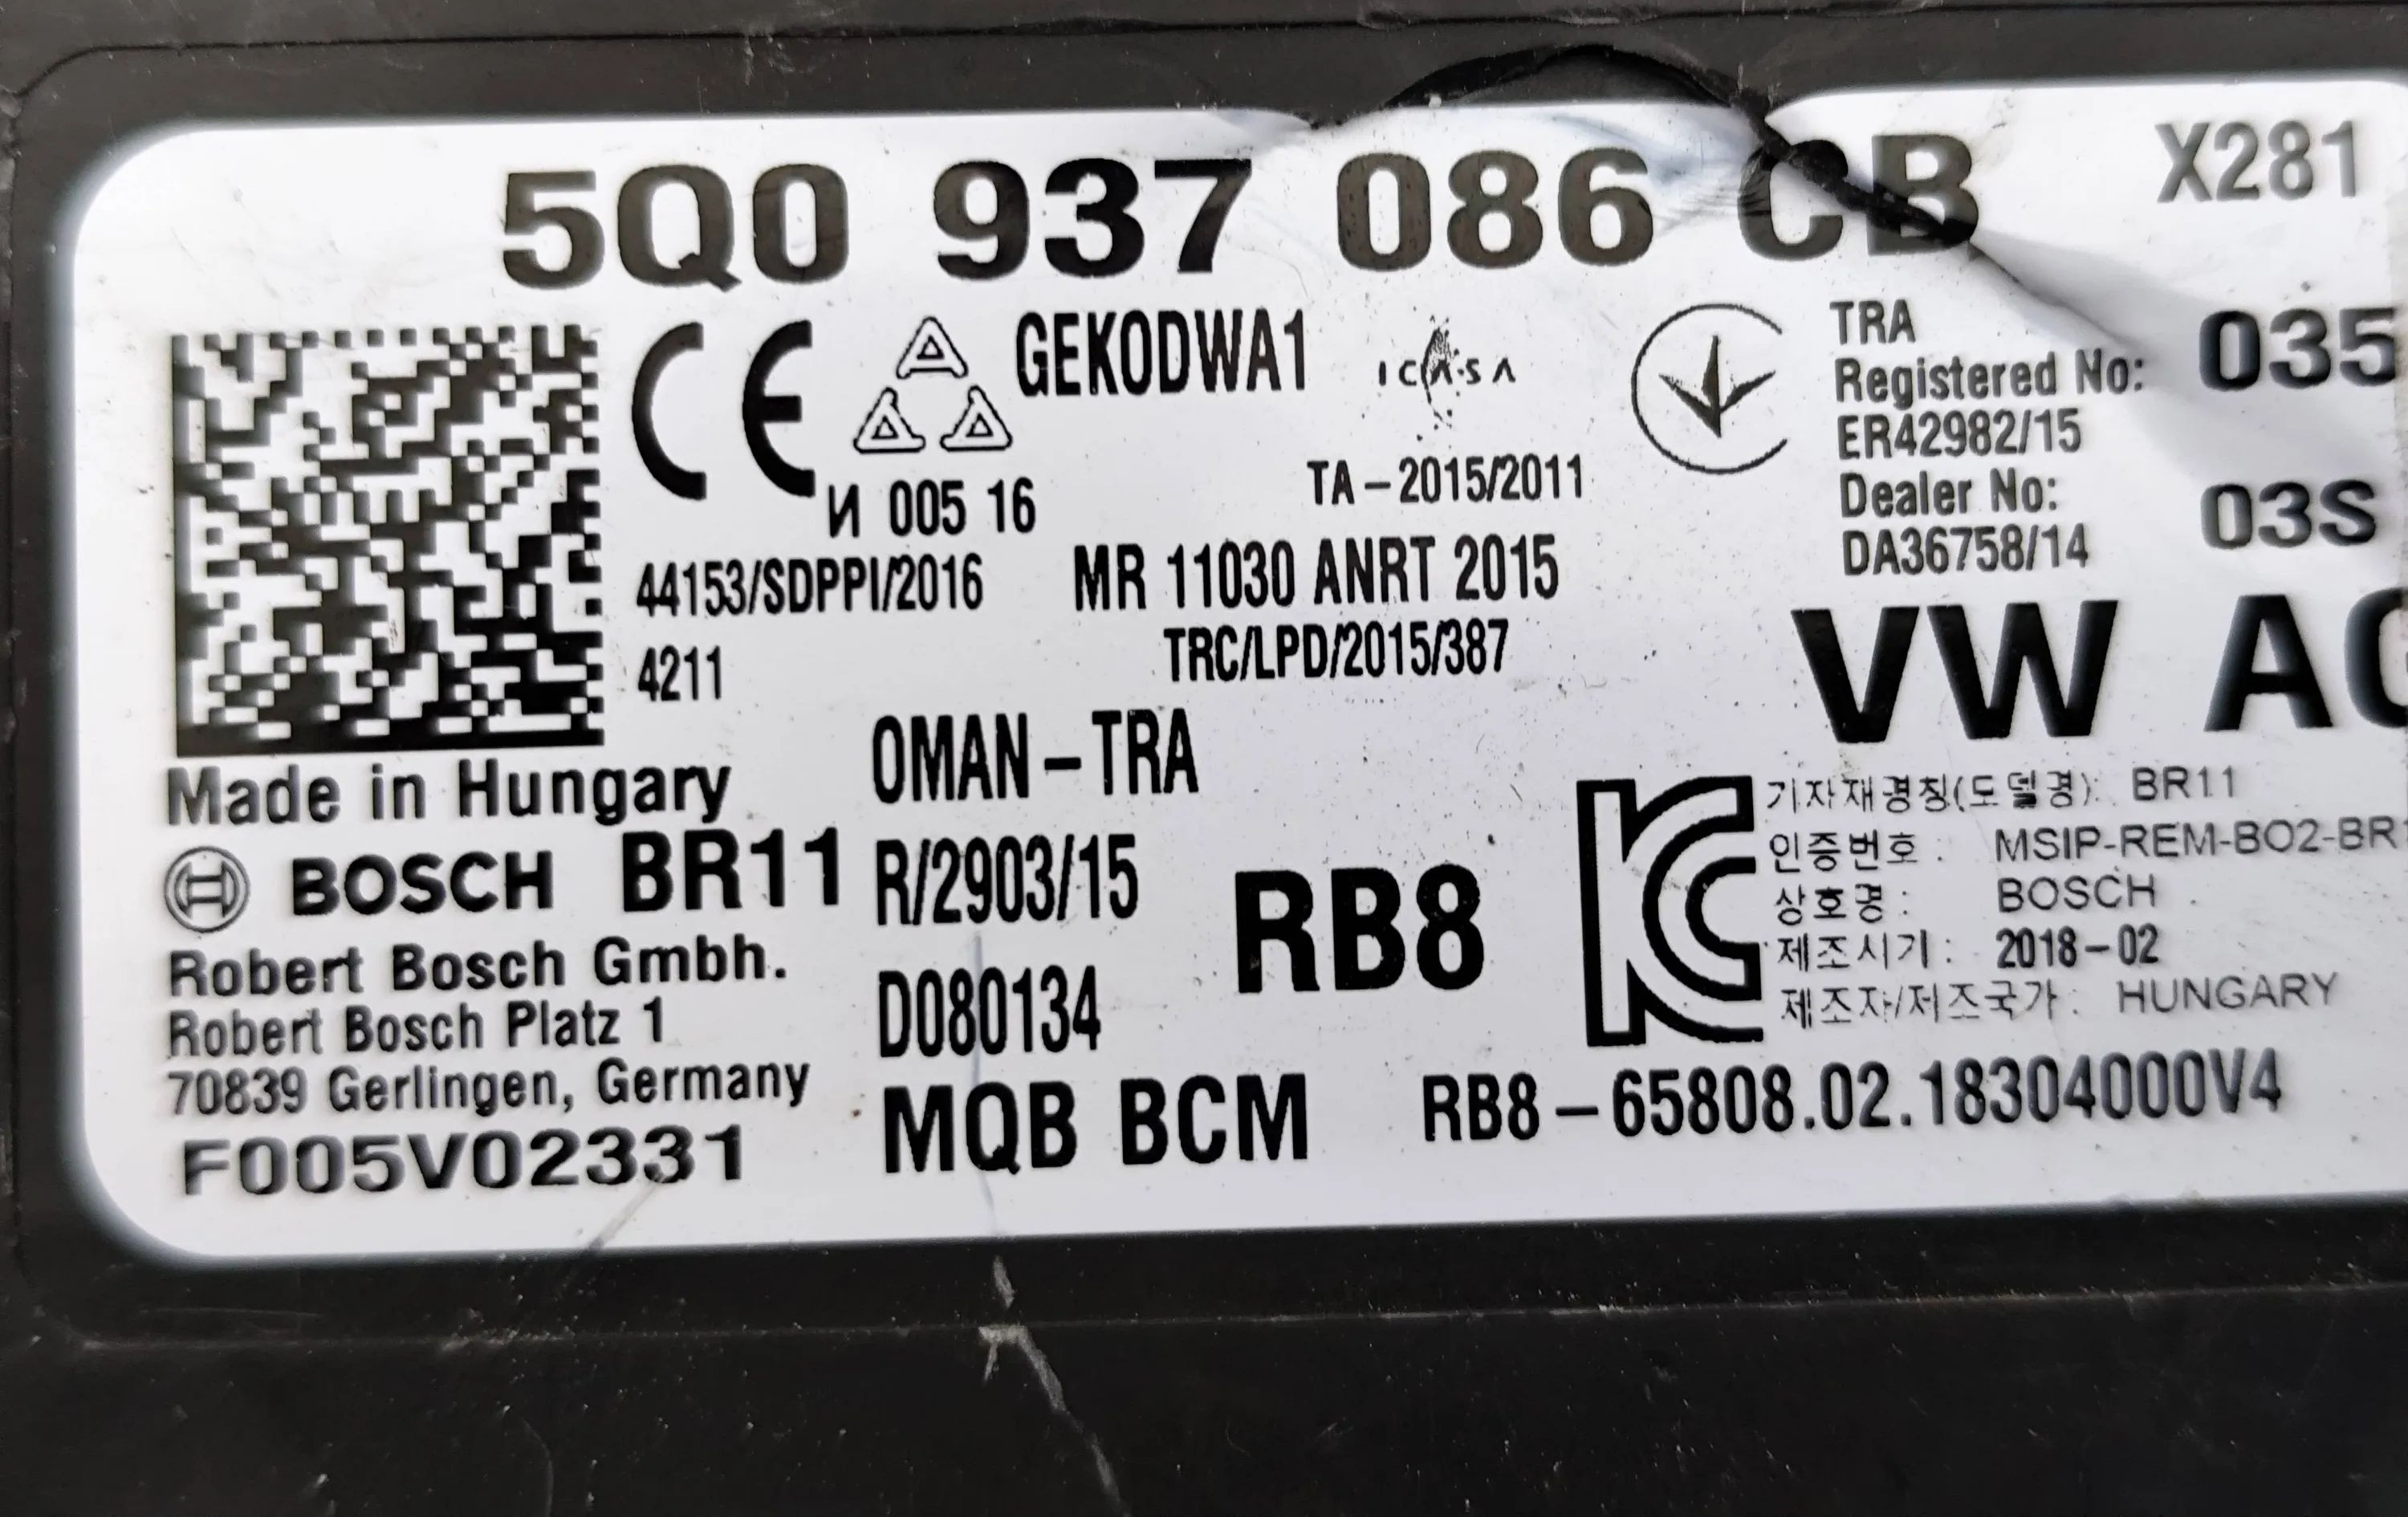 5Q0 937 086 CB X281
CE GEKODWA1 ICASA
TRA
Registered No:
ER42982/15
Dealer No:
DA36758/14
035
03S
И 005 16
TA-2015/2011
44153/SDPPI/2016
4211
MR 11030 ANRT 2015
TRC/LPD/2015/387
VW AG
Made in Hungary
BOSCH BR11
Robert Bosch Gmbh.
Robert Bosch Platz 1
70839 Gerlingen, Germany
F005V02331
OMAN-TRA
R/2903/15
D080134
MQB BCM
RB8
기자재명칭(모델명): BR11
인증번호 : MSIP-REM-BO2-BR1
상호명 : BOSCH
제조시기 : 2018-02
제조자/제조국가 : HUNGARY
RB8-65808.02.18304000V4